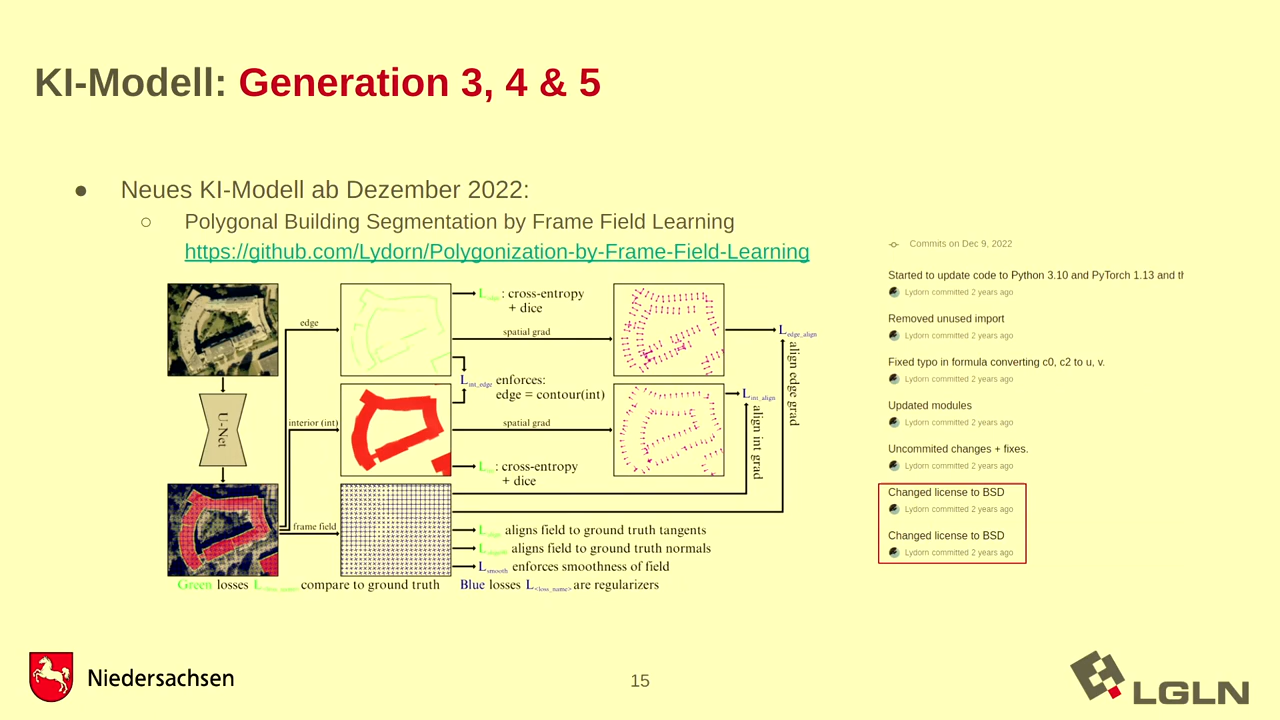 KI-Modell: Generation 3, 4 & 5
● Neues KI-Modell ab Dezember 2022:
○ Polygonal Building Segmentation by Frame Field Learning
https://github.com/Lydorn/Polygonization-by-Frame-Field-Learning
edge
U-Net
interior (int)
frame field
L : cross-entropy
+ dice
spatial grad
L int_edge enforces:
edge = contour(int)
spatial grad
L : cross-entropy
+ dice
L edge_align
align edge grad
L int_align
align int grad
L aligns field to ground truth tangents
L aligns field to ground truth normals
L smooth enforces smoothness of field
Green losses L compare to ground truth
Blue losses L <loss_name> are regularizers
Commits on Dec 9, 2022
Started to update code to Python 3.10 and PyTorch 1.13 and th
Lydorn committed 2 years ago
Removed unused import
Lydorn committed 2 years ago
Fixed typo in formula converting c0, c2 to u, v.
Lydorn committed 2 years ago
Updated modules
Lydorn committed 2 years ago
Uncommited changes + fixes.
Lydorn committed 2 years ago
Changed license to BSD
Lydorn committed 2 years ago
Changed license to BSD
Lydorn committed 2 years ago
Niedersachsen
15
LGLN